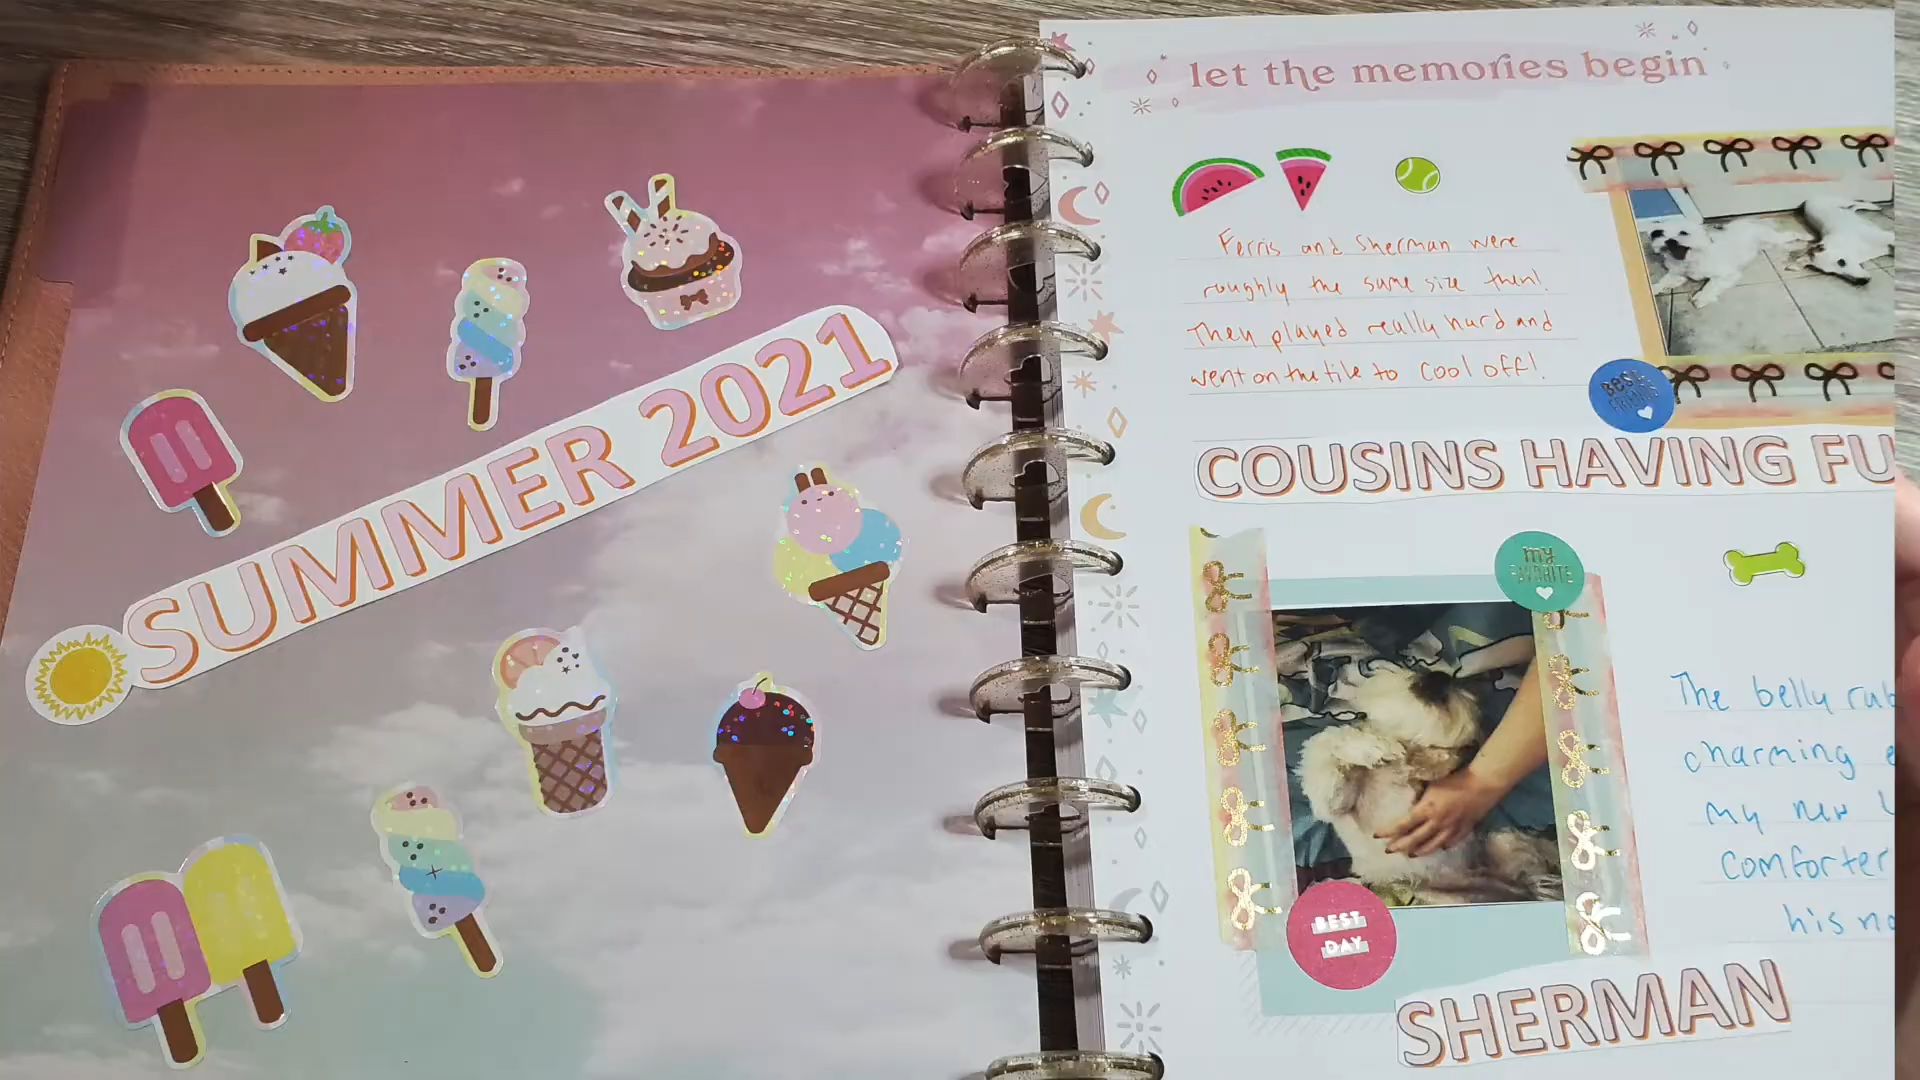 SUMMER 2021
let the memories begin
Ferris and Sherman were
roughly the same size then!
They played really hard and
went on the tile to cool off!
BEST
FRIENDS
COUSINS HAVING FU
my
FAVORITE
The belly rub
charming e
my new
Comforter
his no
BEST
DAY
SHERMAN